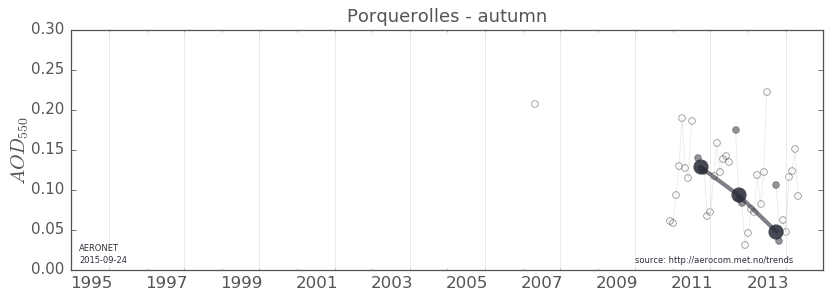 Porquerolles - autumn
0.30
0.25
0.20
0.15
0.10
0.05
0.00
AOD550
AERONET
2015-09-24
source: http://aerocom.met.no/trends
1995 1997 1999 2001 2003 2005 2007 2009 2011 2013